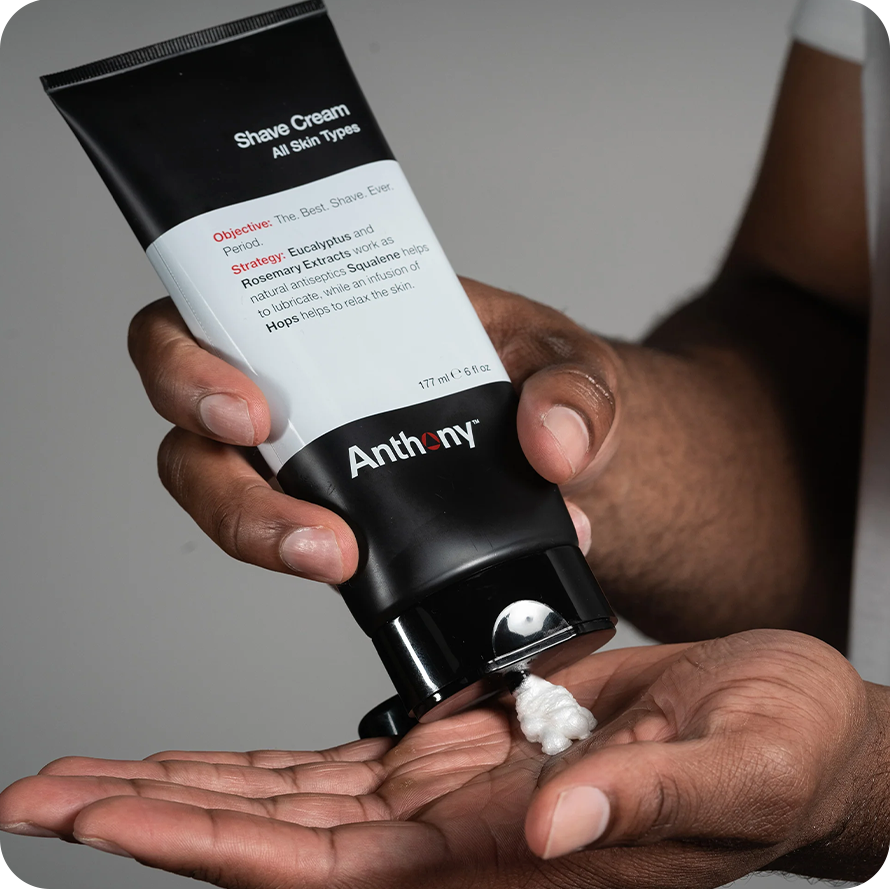 Shave Cream
All Skin Types
Objective: The. Best. Shave. Ever.
Period.
Strategy: Eucalyptus and
Rosemary Extracts work as
natural antiseptics Squalene helps
to lubricate, while an infusion of
Hops helps to relax the skin.
177 ml ℮ 6 fl oz
Anthony™